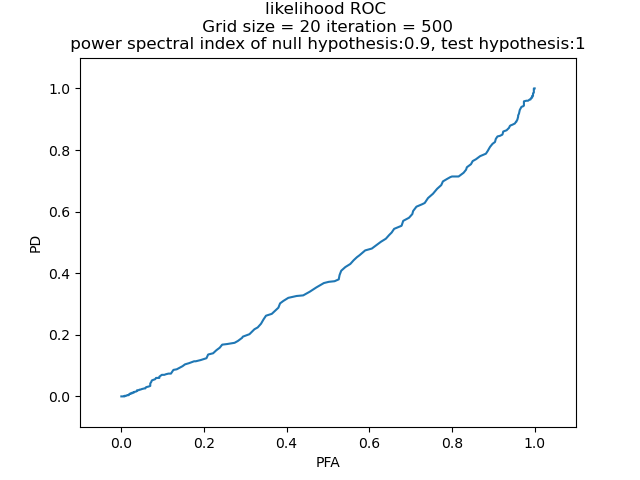 likelihood ROC
Grid size = 20 iteration = 500
power spectral index of null hypothesis:0.9, test hypothesis:1
1.0
0.8
0.6
0.4
0.2
0.0
PD
0.0 0.2 0.4 0.6 0.8 1.0
PFA